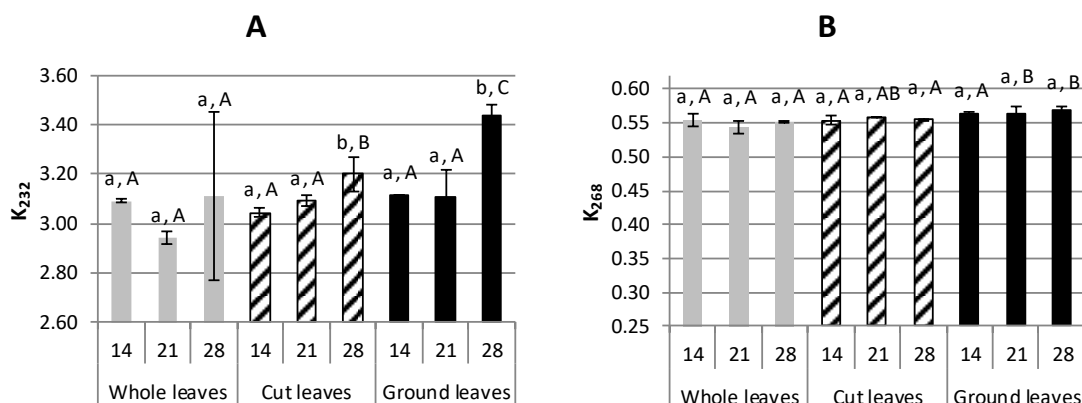 A
3.60
3.40
3.20
3.00
2.80
2.60
K232
a, A
a, A
a, A
a, A
a, A
b, B
a, A
a, A
b, C
14 21 28 14 21 28 14 21 28
Whole leaves Cut leaves Ground leaves
B
0.60
0.55
0.50
0.45
0.40
0.35
0.30
0.25
K268
a, A
a, A
a, A
a, A
a, AB
a, A
a, A
a, B
a, B
14 21 28 14 21 28 14 21 28
Whole leaves Cut leaves Ground leaves